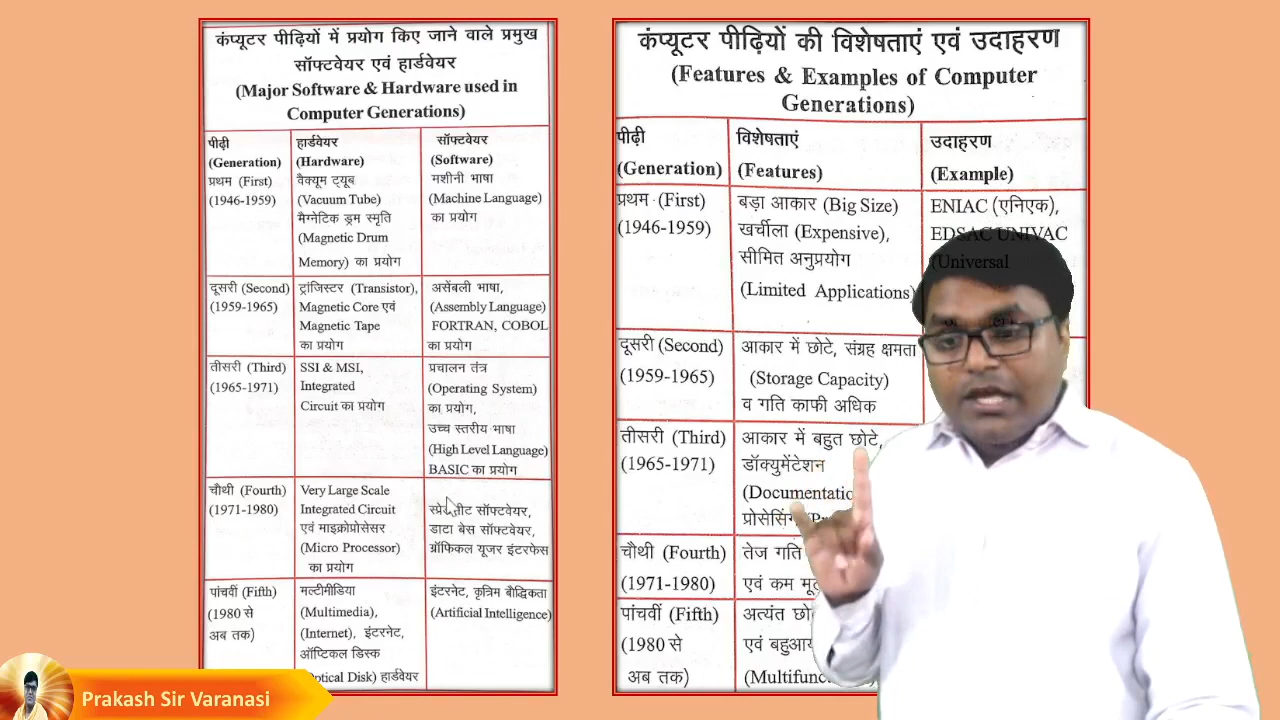 कंप्यूटर पीढ़ियों में प्रयोग किए जाने वाले प्रमुख
सॉफ्टवेयर एवं हार्डवेयर
(Major Software & Hardware used in
Computer Generations)
पीढ़ी
(Generation)
हार्डवेयर
(Hardware)
सॉफ्टवेयर
(Software)
प्रथम (First)
(1946-1959)
वैक्यूम ट्यूब
(Vacuum Tube)
मैग्नेटिक ड्रम स्मृति
(Magnetic Drum
Memory) का प्रयोग
मशीनी भाषा
(Machine Language)
का प्रयोग
दूसरी (Second)
(1959-1965)
ट्रांजिस्टर (Transistor),
Magnetic Core एवं
Magnetic Tape
का प्रयोग
असेंबली भाषा,
(Assembly Language)
FORTRAN, COBOL
का प्रयोग
तीसरी (Third)
(1965-1971)
SSI & MSI,
Integrated
Circuit का प्रयोग
प्रचालन तंत्र
(Operating System)
का प्रयोग,
उच्च स्तरीय भाषा
(High Level Language)
BASIC का प्रयोग
चौथी (Fourth)
(1971-1980)
Very Large Scale
Integrated Circuit
एवं माइक्रोप्रोसेसर
(Micro Processor)
का प्रयोग
सॉफ्टवेयर,
डाटा बेस सॉफ्टवेयर,
ग्रॉफिकल यूजर इंटरफेस
पांचवीं (Fifth)
(1980 से
अब तक)
मल्टीमीडिया
(Multimedia),
(Internet), इंटरनेट,
ऑप्टिकल डिस्क
हार्डवेयर
इंटरनेट, कृत्रिम बौद्धिकता
(Artificial Intelligence)
कंप्यूटर पीढ़ियों की विशेषताएं एवं उदाहरण
(Features & Examples of Computer
Generations)
पीढ़ी
(Generation)
विशेषताएं
(Features)
उदाहरण
(Example)
प्रथम (First)
(1946-1959)
बड़ा आकार (Big Size)
खर्चीला (Expensive),
सीमित अनुप्रयोग
(Limited Applications)
ENIAC (एनिएक),
EDSAC UNIVAC
(Universal
दूसरी (Second)
(1959-1965)
आकार में छोटे, संग्रह क्षमता
(Storage Capacity)
व गति काफी अधिक
तीसरी (Third)
(1965-1971)
आकार में बहुत छोटे,
डॉक्युमेंटेशन
चौथी (Fourth)
(1971-1980)
तेज गति
एवं कम
पांचवीं (Fifth)
(1980 से
अब तक)
अत्यंत
एवं
Prakash Sir Varanasi